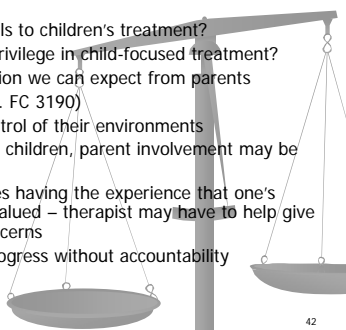 ls to children’s treatment?
rivilege in child-focused treatment?
ion we can expect from parents
. FC 3190)
trol of their environments
children, parent involvement may be
es having the experience that one’s
alued – therapist may have to help give
cerns
ogress without accountability
42